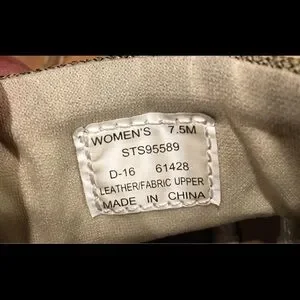 WOMEN'S 7.5M
STS95589
D-16 61428
LEATHER/FABRIC UPPER
MADE IN CHINA